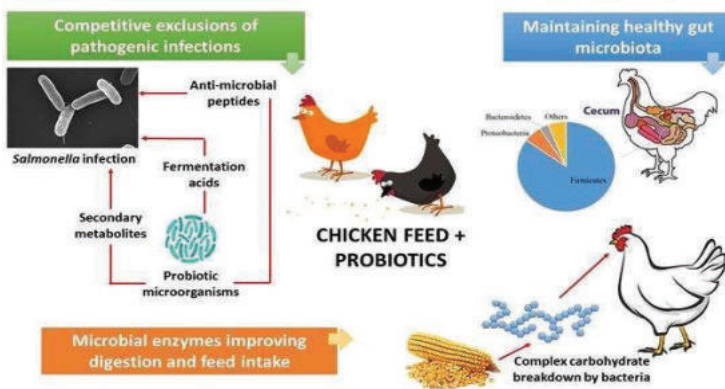 Competitive exclusions of
pathogenic infections
Anti-microbial
peptides
Salmonella infection
Fermentation
acids
Secondary
metabolites
Probiotic
microorganisms
CHICKEN FEED +
PROBIOTICS
Maintaining healthy gut
microbiota
Cecum
Bacteroidetes
Others
Proteobacteria
Firmicutes
Microbial enzymes improving
digestion and feed intake
Complex carbohydrate
breakdown by bacteria